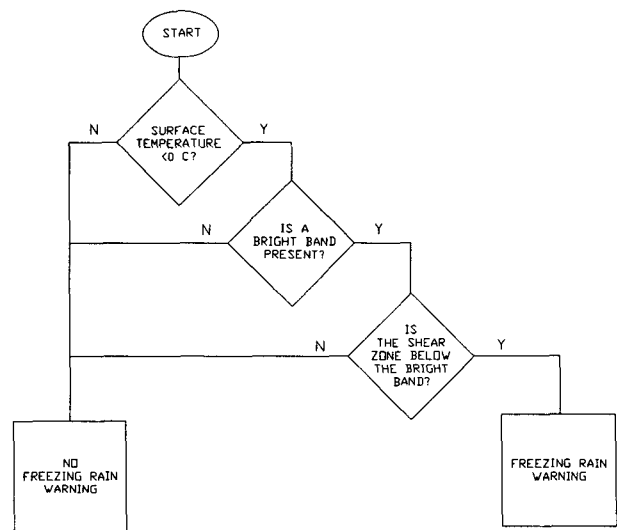 START
N
SURFACE
TEMPERATURE
<0 C?
Y
N
IS A
BRIGHT BAND
PRESENT?
Y
N
IS
THE SHEAR
ZONE BELOW
THE BRIGHT
BAND?
Y
NO
FREEZING RAIN
WARNING
FREEZING RAIN
WARNING